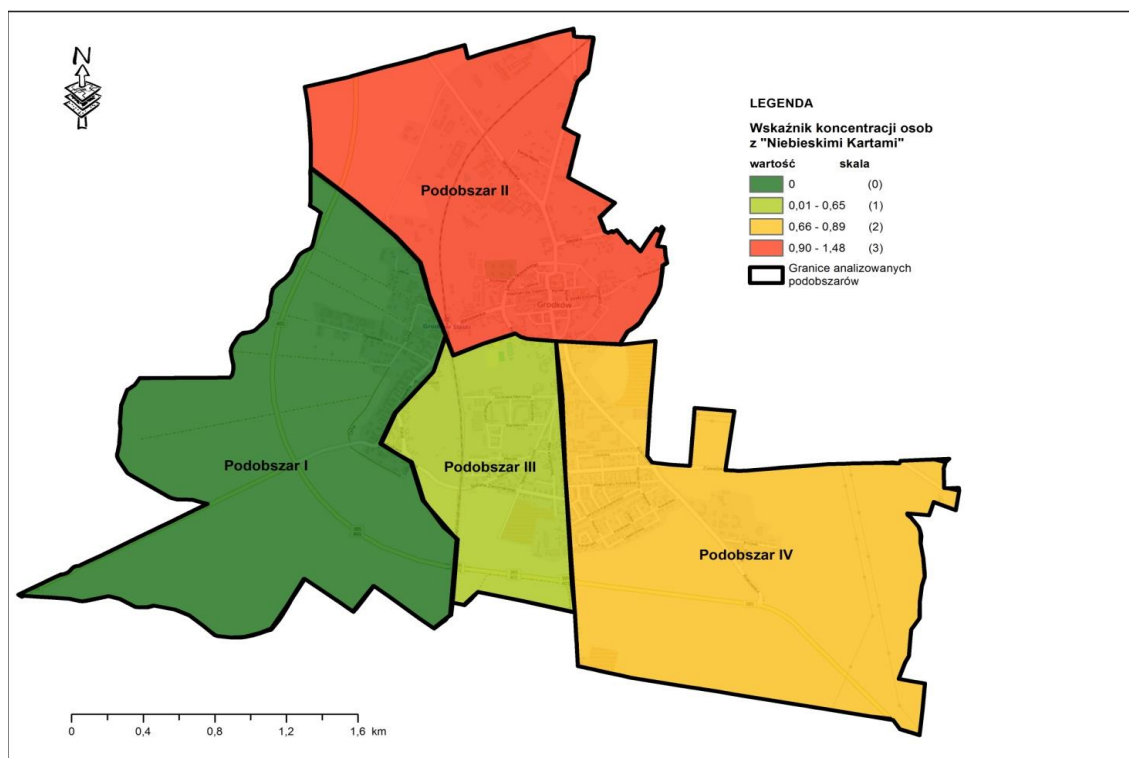 N
LEGENDA
Wskaźnik koncentracji osob
z "Niebieskimi Kartami"
wartość skala
0 (0)
0,01 - 0,65 (1)
0,66 - 0,89 (2)
0,90 - 1,48 (3)
Granice analizowanych
podobszarów
Podobszar II
Grodków
Podobszar I
Podobszar III
Podobszar IV
0 0,4 0,8 1,2 1,6 km